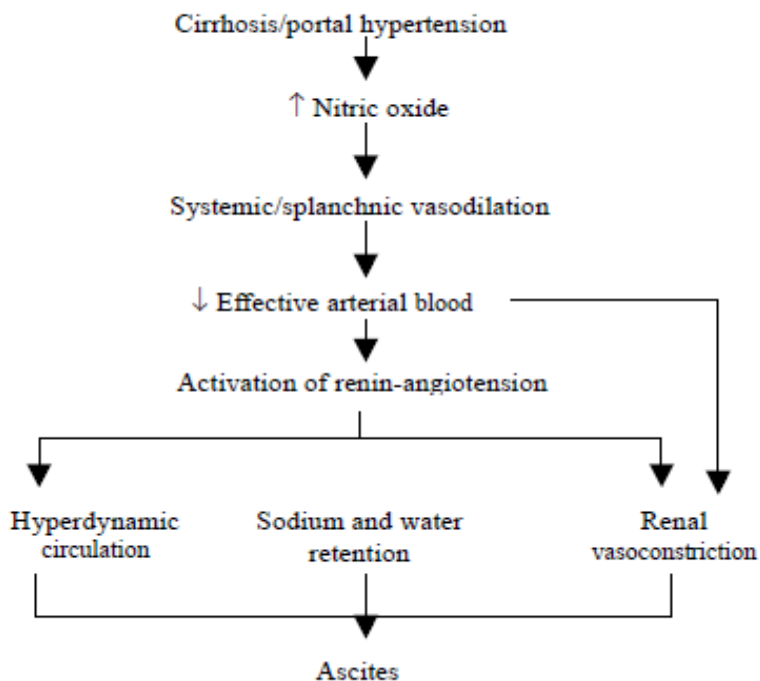 Cirrhosis/portal hypertension
↑ Nitric oxide
Systemic/splanchnic vasodilation
↓ Effective arterial blood
Activation of renin-angiotension
Hyperdynamic
circulation
Sodium and water
retention
Renal
vasoconstriction
Ascites